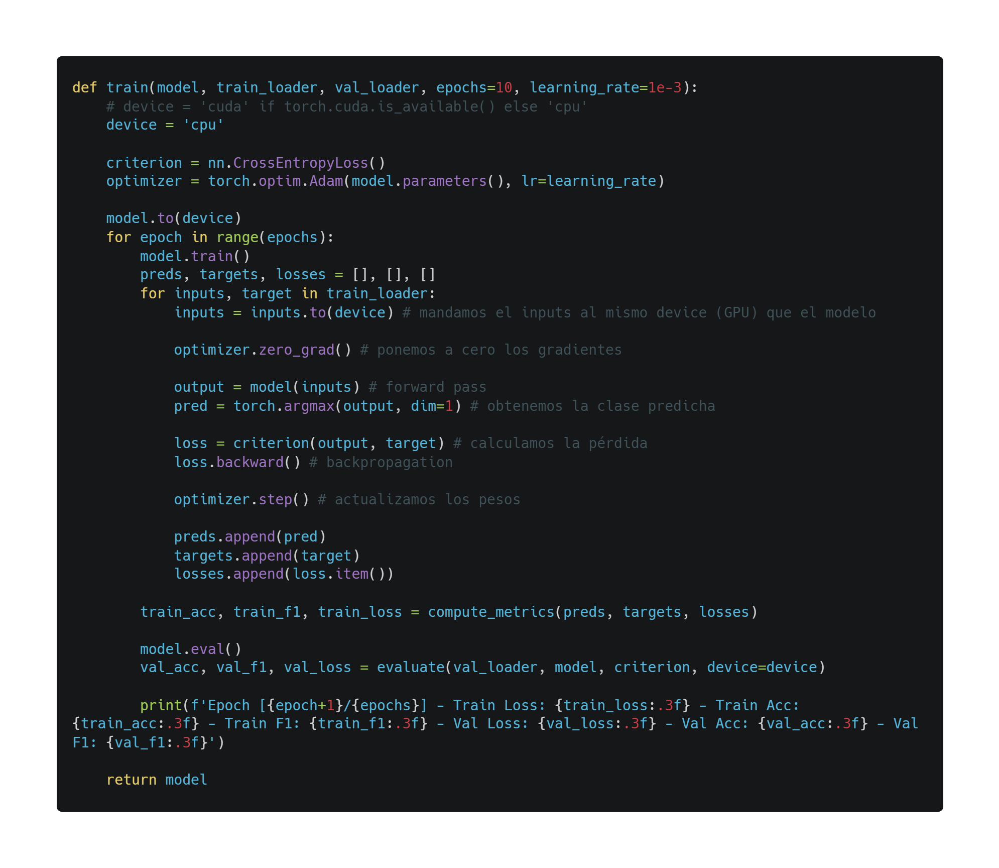 def train(model, train_loader, val_loader, epochs=10, learning_rate=1e-3):
    # device = 'cuda' if torch.cuda.is_available() else 'cpu'
    device = 'cpu'

    criterion = nn.CrossEntropyLoss()
    optimizer = torch.optim.Adam(model.parameters(), lr=learning_rate)

    model.to(device)
    for epoch in range(epochs):
        model.train()
        preds, targets, losses = [], [], []
        for inputs, target in train_loader:
            inputs = inputs.to(device) # mandamos el inputs al mismo device (GPU) que el modelo

            optimizer.zero_grad() # ponemos a cero los gradientes

            output = model(inputs) # forward pass
            pred = torch.argmax(output, dim=1) # obtenemos la clase predicha

            loss = criterion(output, target) # calculamos la pérdida
            loss.backward() # backpropagation

            optimizer.step() # actualizamos los pesos

            preds.append(pred)
            targets.append(target)
            losses.append(loss.item())

        train_acc, train_f1, train_loss = compute_metrics(preds, targets, losses)

        model.eval()
        val_acc, val_f1, val_loss = evaluate(val_loader, model, criterion, device=device)

        print(f'Epoch [{epoch+1}/{epochs}] - Train Loss: {train_loss:.3f} - Train Acc:
{train_acc:.3f} - Train F1: {train_f1:.3f} - Val Loss: {val_loss:.3f} - Val Acc: {val_acc:.3f} - Val
F1: {val_f1:.3f}')

    return model